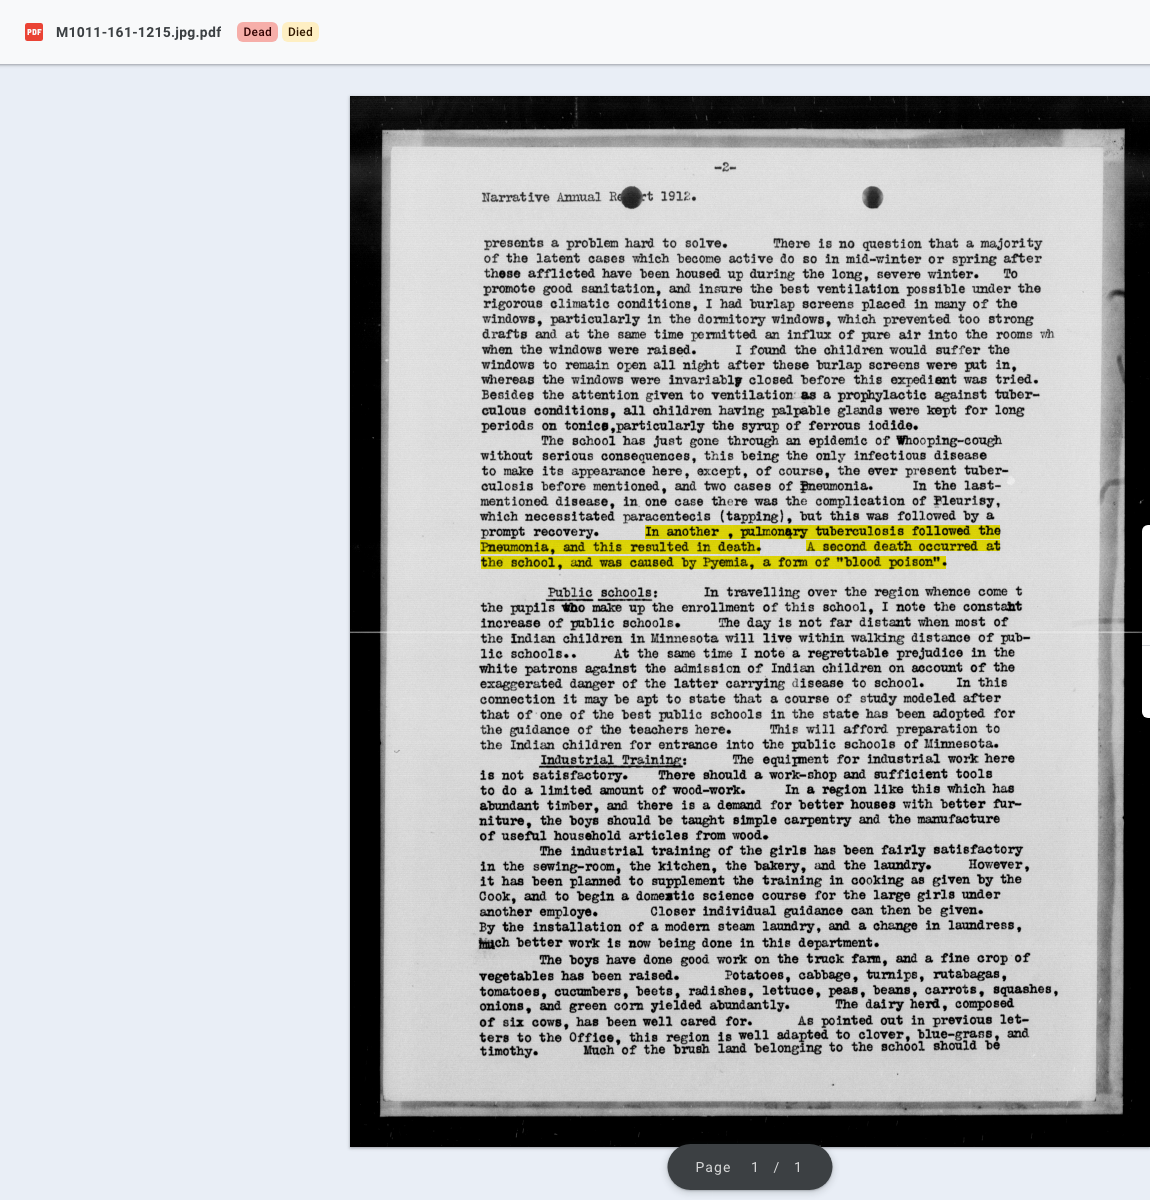 PDF M1011-161-1215.jpg.pdf Dead Died
-2-
Narrative Annual 1912.
presents a problem hard to solve. There is no question that a majority
of the latent cases which become active do so in mid-winter or spring after
these afflicted have been housed up during the long, severe winter. To
promote good sanitation, and insure the best ventilation possible under the
rigorous climatic conditions, I had burlap screens placed in many of the
windows, particularly in the dormitory windows, which prevented too strong
drafts and at the same time permitted an influx of pure air into the rooms wh
when the windows were raised. I found the children would suffer the
windows to remain open all night after these burlap screens were put in,
whereas the windows were invariably closed before this expedient was tried.
Besides the attention given to ventilation as a prophylactic against tuber-
culous conditions, all children having palpable glands were kept for long
periods on tonics,particularly the syrup of ferrous iodide.
The school has just gone through an epidemic of Whooping-cough
without serious consequences, this being the only infectious disease
to make its appearance here, except, of course, the ever present tuber-
culosis before mentioned, and two cases of Pneumonia. In the last-
mentioned disease, in one case there was the complication of Pleurisy,
which necessitated paracentecis (tapping), but this was followed by a
prompt recovery. In another , pulmonary tuberculosis followed the
Pneumonia, and this resulted in death. A second death occurred at
the school, and was caused by Pyemia, a form of "blood poison".
Public schools: In travelling over the region whence come t
the pupils who make up the enrollment of this school, I note the constant
increase of public schools. The day is not far distant when most of
the Indian children in Minnesota will live within walking distance of pub-
lic schools.. At the same time I note a regrettable prejudice in the
white patrons against the admission of Indian children on account of the
exaggerated danger of the latter carrying disease to school. In this
connection it may be apt to state that a course of study modeled after
that of one of the best public schools in the state has been adopted for
the guidance of the teachers here. This will afford preparation to
the Indian children for entrance into the public schools of Minnesota.
Industrial Training: The equipment for industrial work here
is not satisfactory. There should a work-shop and sufficient tools
to do a limited amount of wood-work. In a region like this which has
abundant timber, and there is a demand for better houses with better fur-
niture, the boys should be taught simple carpentry and the manufacture
of useful household articles from wood.
The industrial training of the girls has been fairly satisfactory
in the sewing-room, the kitchen, the bakery, and the laundry. However,
it has been planned to supplement the training in cooking as given by the
Cook, and to begin a domestic science course for the large girls under
another employe. Closer individual guidance can then be given.
By the installation of a modern steam laundry, and a change in laundress,
much better work is now being done in this department.
The boys have done good work on the truck farm, and a fine crop of
vegetables has been raised. Potatoes, cabbage, turnips, rutabagas,
tomatoes, cucumbers, beets, radishes, lettuce, peas, beans, carrots, squashes,
onions, and green corn yielded abundantly. The dairy herd, composed
of six cows, has been well cared for. As pointed out in previous let-
ters to the Office, this region is well adapted to clover, blue-grass, and
timothy. Much of the brush land belonging to the school should be
Page 1 / 1